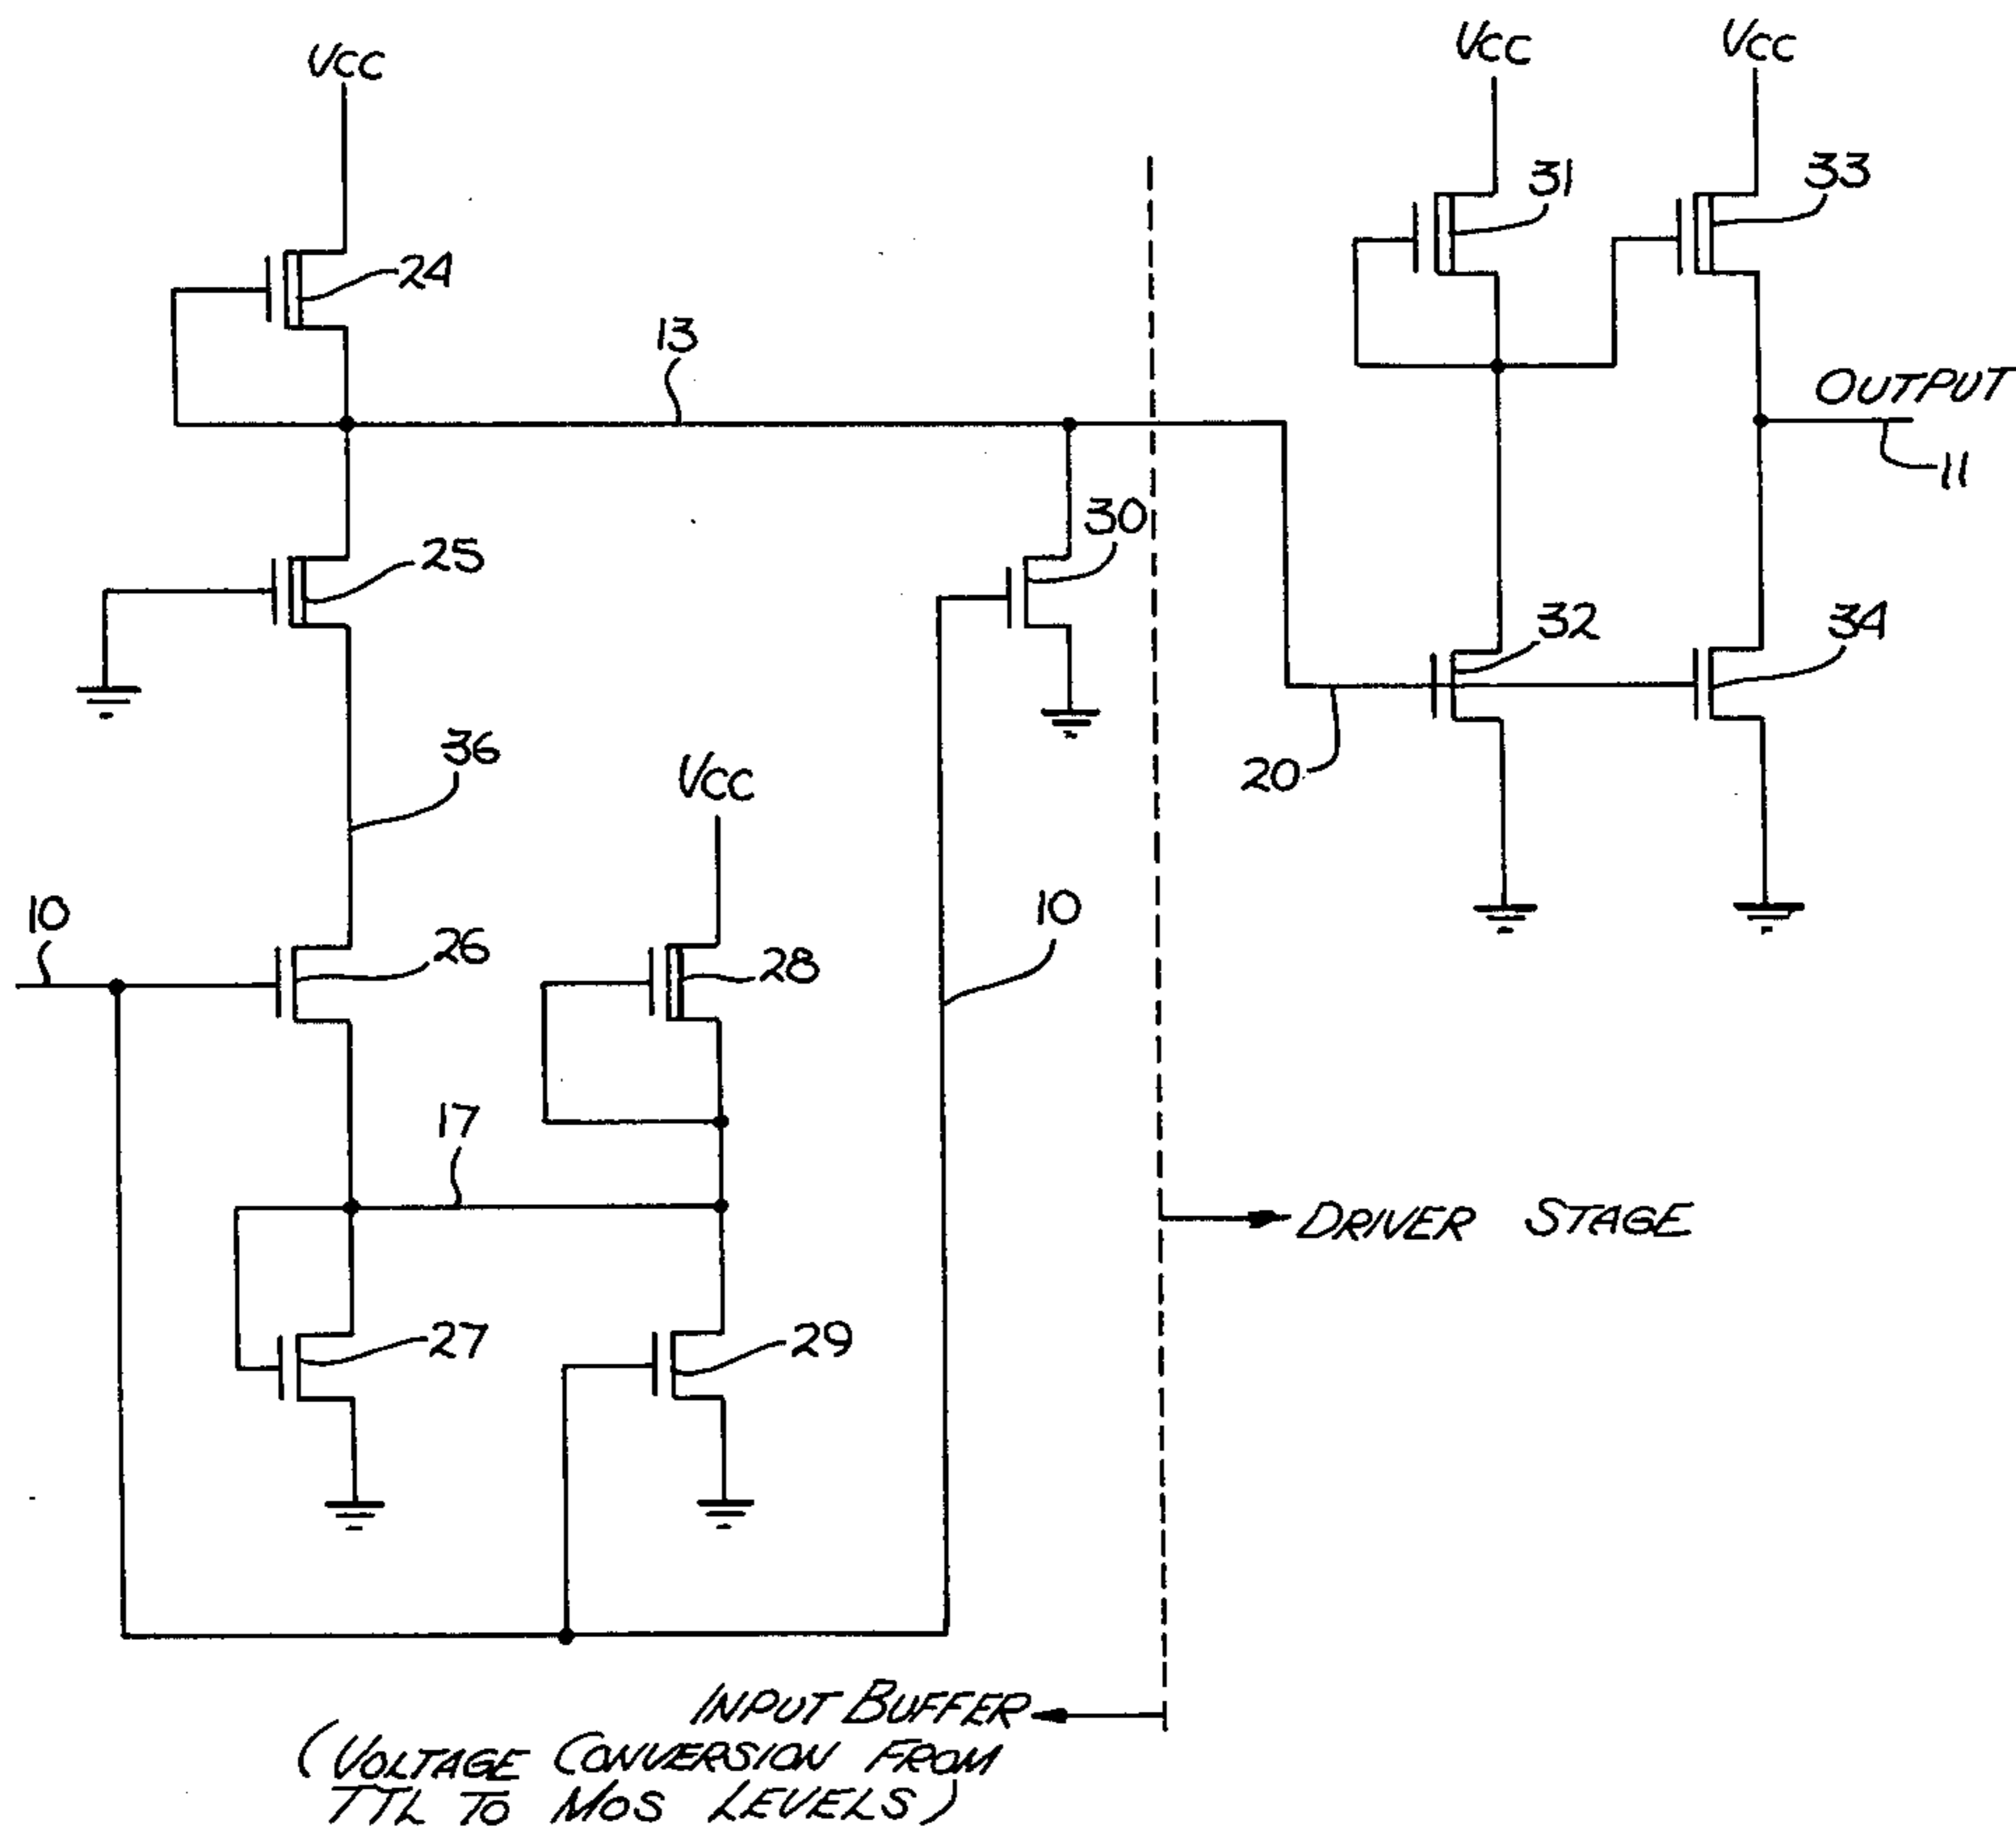 VCC
VCC
VCC
31
33
24
13
OUTPUT
11
25
30
32
34
36
20
VCC
10
10
26
28
17
DRIVER STAGE
27
29
INPUT BUFFER
(VOLTAGE CONVERSION FROM
TTL TO MOS LEVELS)